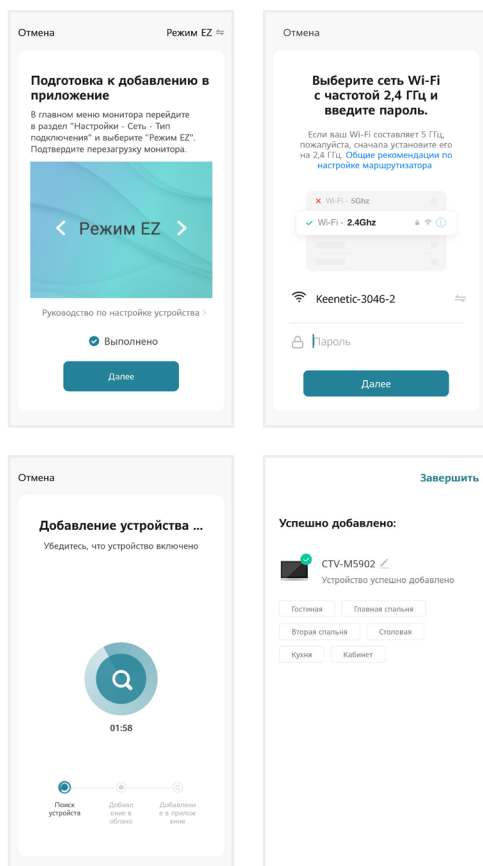 Отмена
Режим EZ
Подготовка к добавлению в
приложение
В главном меню монитора перейдите
в раздел "Настройки - Сеть - Тип
подключения" и выберите "Режим EZ".
Подтвердите перезагрузку монитора.
Режим EZ
Руководство по настройке устройства
Выполнено
Далее
Отмена
Выберите сеть Wi-Fi
с частотой 2,4 ГГц и
введите пароль.
Если ваш Wi-Fi составляет 5 ГГц,
пожалуйста, сначала установите его
на 2,4 ГГц. Общие рекомендации по
настройке маршрутизатора
Wi-Fi - 5Ghz
Wi-Fi - 2.4Ghz
Keenetic-3046-2
Пароль
Далее
Отмена
Добавление устройства ...
Убедитесь, что устройство включено
01:58
Поиск
устройств
Добавл
ение в
облако
Добавлени
е в прилож
ение
Завершить
Успешно добавлено:
CTV-M5902
Устройство успешно добавлено
Гостиная
Главная спальня
Вторая спальня
Столовая
Кухня
Кабинет